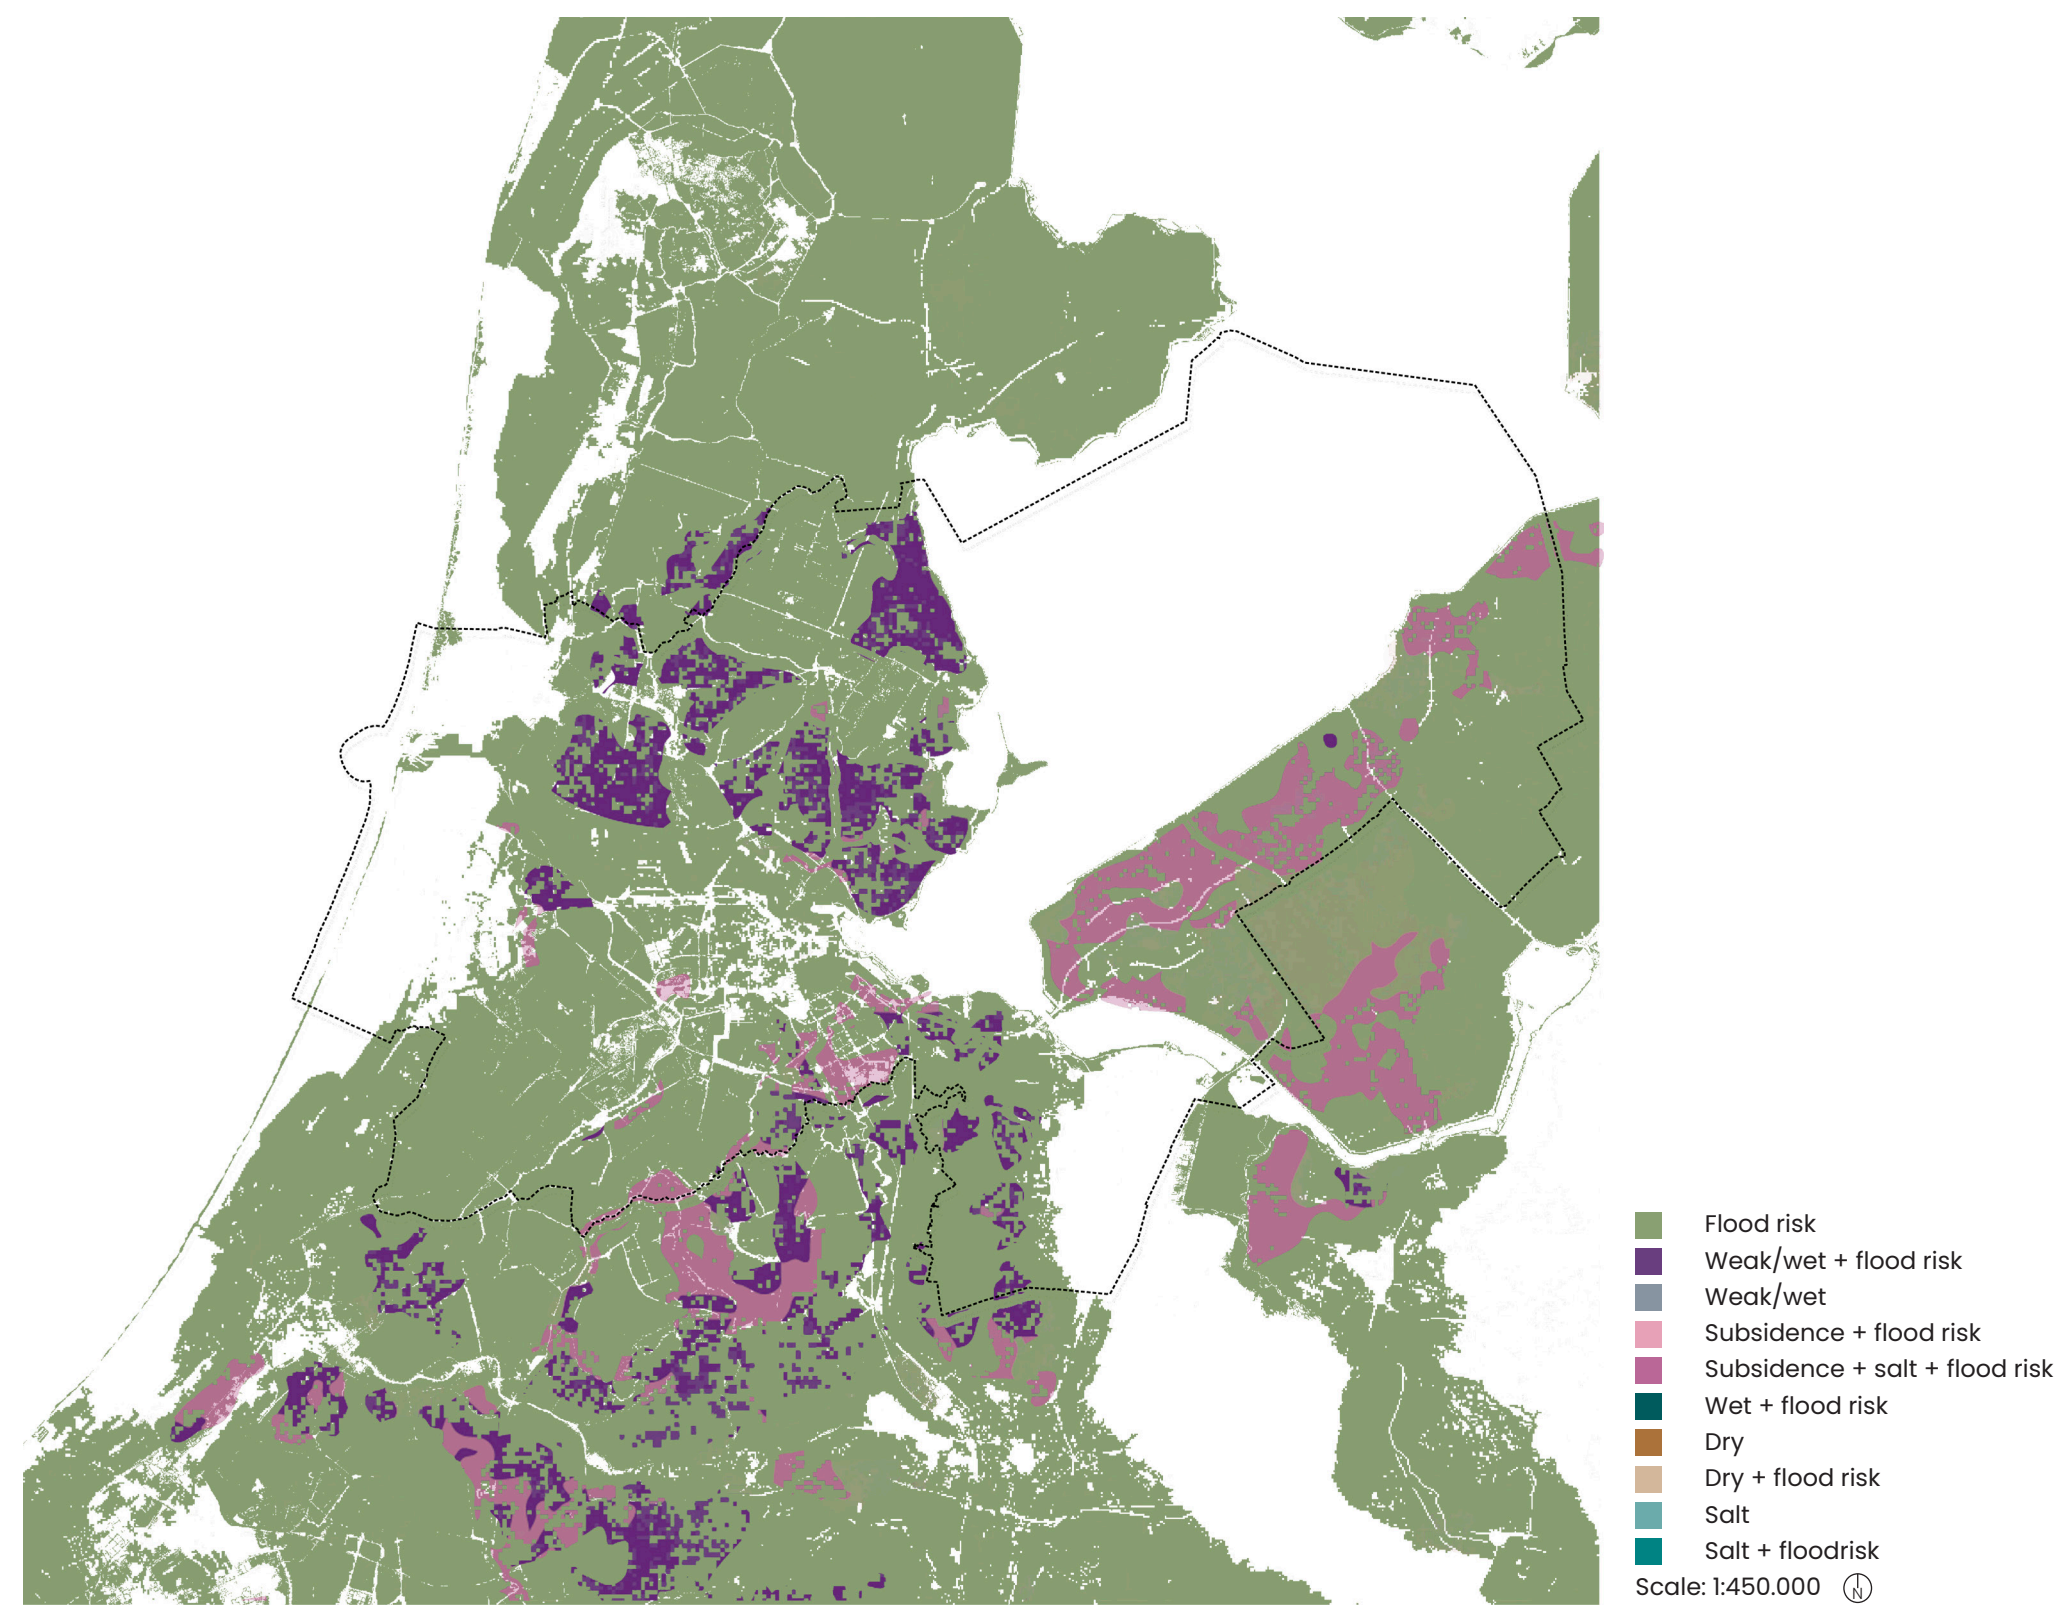 Flood risk
Weak/wet + flood risk
Weak/wet
Subsidence + flood risk
Subsidence + salt + flood risk
Wet + flood risk
Dry
Dry + flood risk
Salt
Salt + floodrisk
Scale: 1:450.000 N